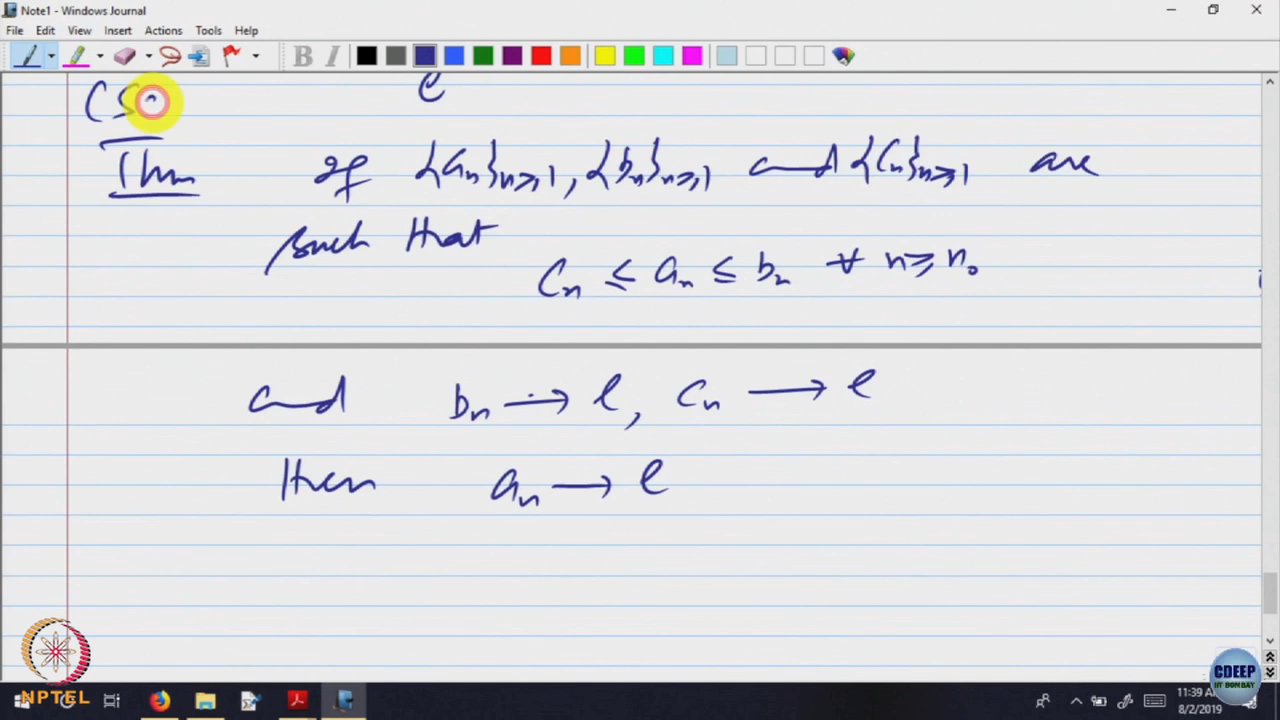 Note1 - Windows Journal
File Edit View Insert Actions Tools Help
l
Thm If {an}n≥1, {bn}n≥1 and {Cn}n≥1 are
such that
Cn ≤ an ≤ bn ∀ n ≥ n₀
and bn → l, Cn → l
then an → l
NPTEL
CDEEP
IIT BOMBAY
11:39 A
8/2/2019